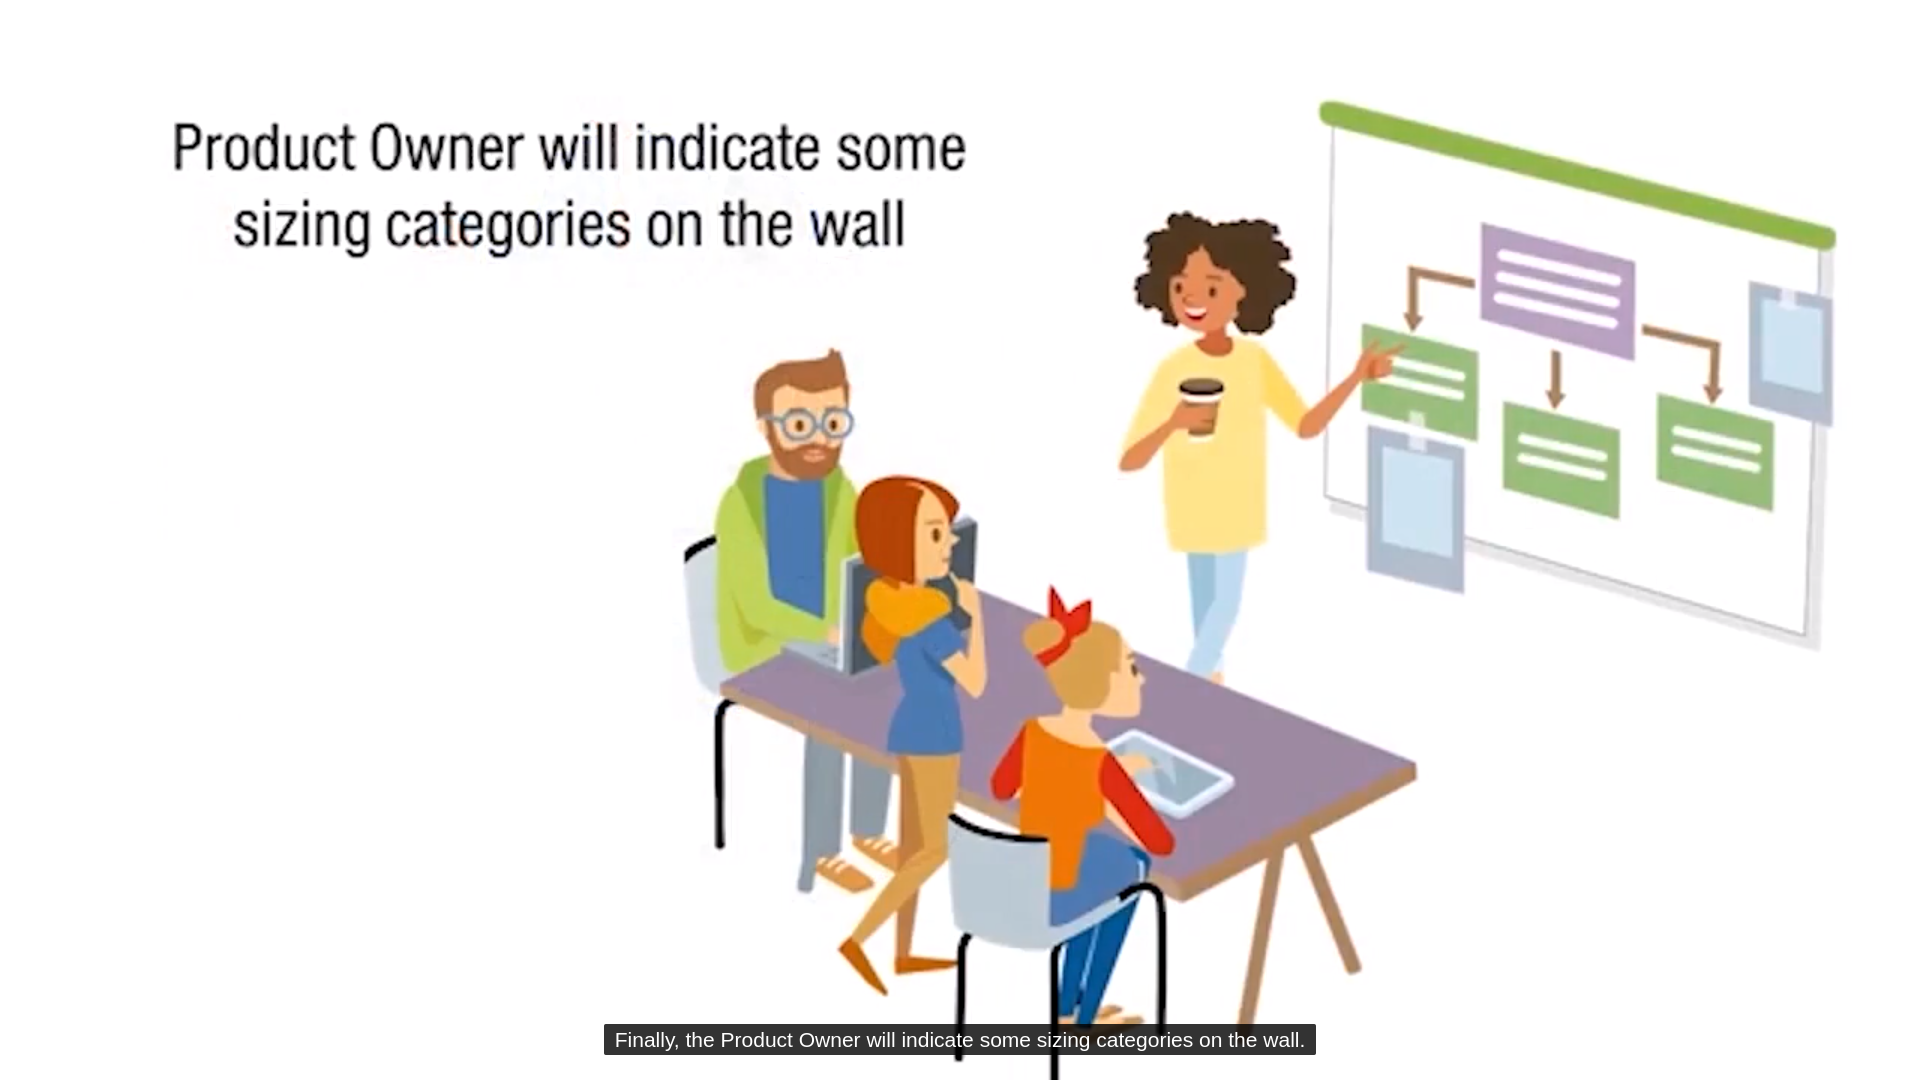 Product Owner will indicate some
sizing categories on the wall
Finally, the Product Owner will indicate some sizing categories on the wall.